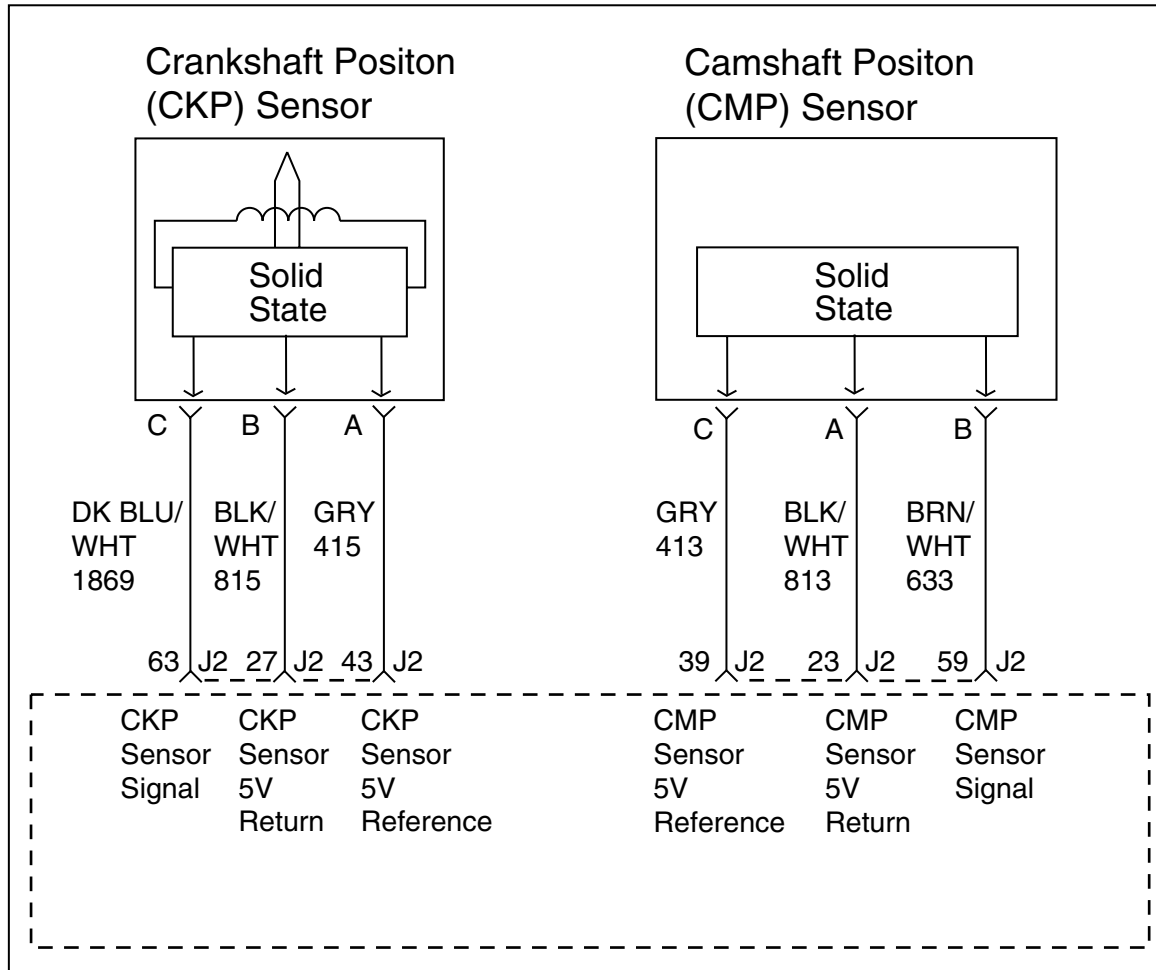 Crankshaft Positon
(CKP) Sensor
Solid
State
C
B
A
DK BLU/
WHT
1869
BLK/
WHT
815
GRY
415
63
J2
27
J2
43
J2
CKP
Sensor
Signal
CKP
Sensor
5V
Return
CKP
Sensor
5V
Reference
Camshaft Positon
(CMP) Sensor
Solid
State
C
A
B
GRY
413
BLK/
WHT
813
BRN/
WHT
633
39
J2
23
J2
59
J2
CMP
Sensor
5V
Reference
CMP
Sensor
5V
Return
CMP
Sensor
Signal